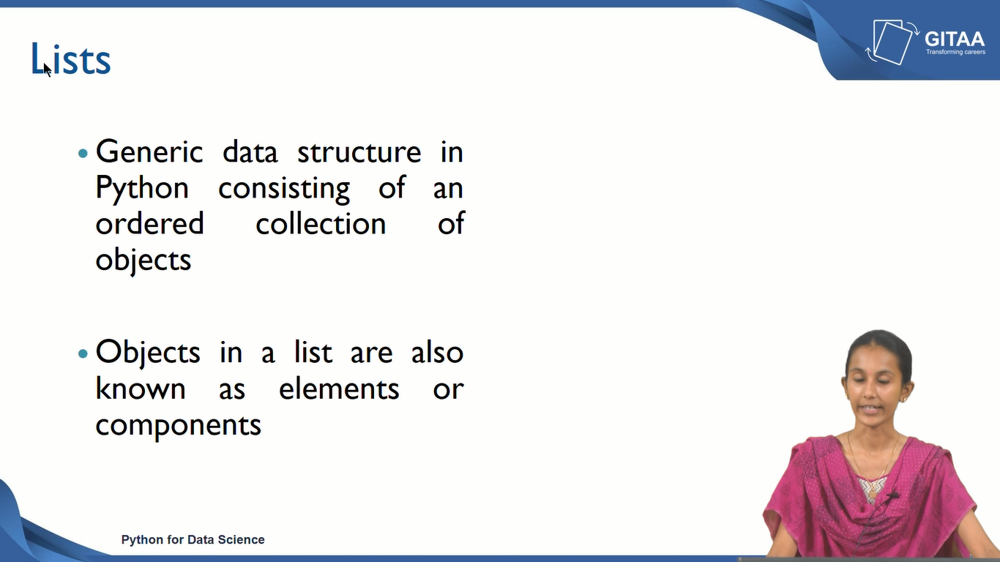 Lists
GITAA
Transforming careers
• Generic data structure in
Python consisting of an
ordered collection of
objects
• Objects in a list are also
known as elements or
components
Python for Data Science